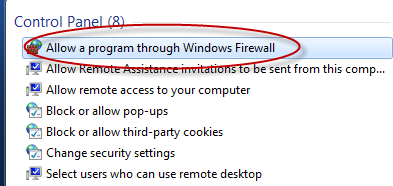 Control Panel (8)
Allow a program through Windows Firewall
Allow Remote Assistance invitations to be sent from this comp...
Allow remote access to your computer
Block or allow pop-ups
Block or allow third-party cookies
Change security settings
Select users who can use remote desktop